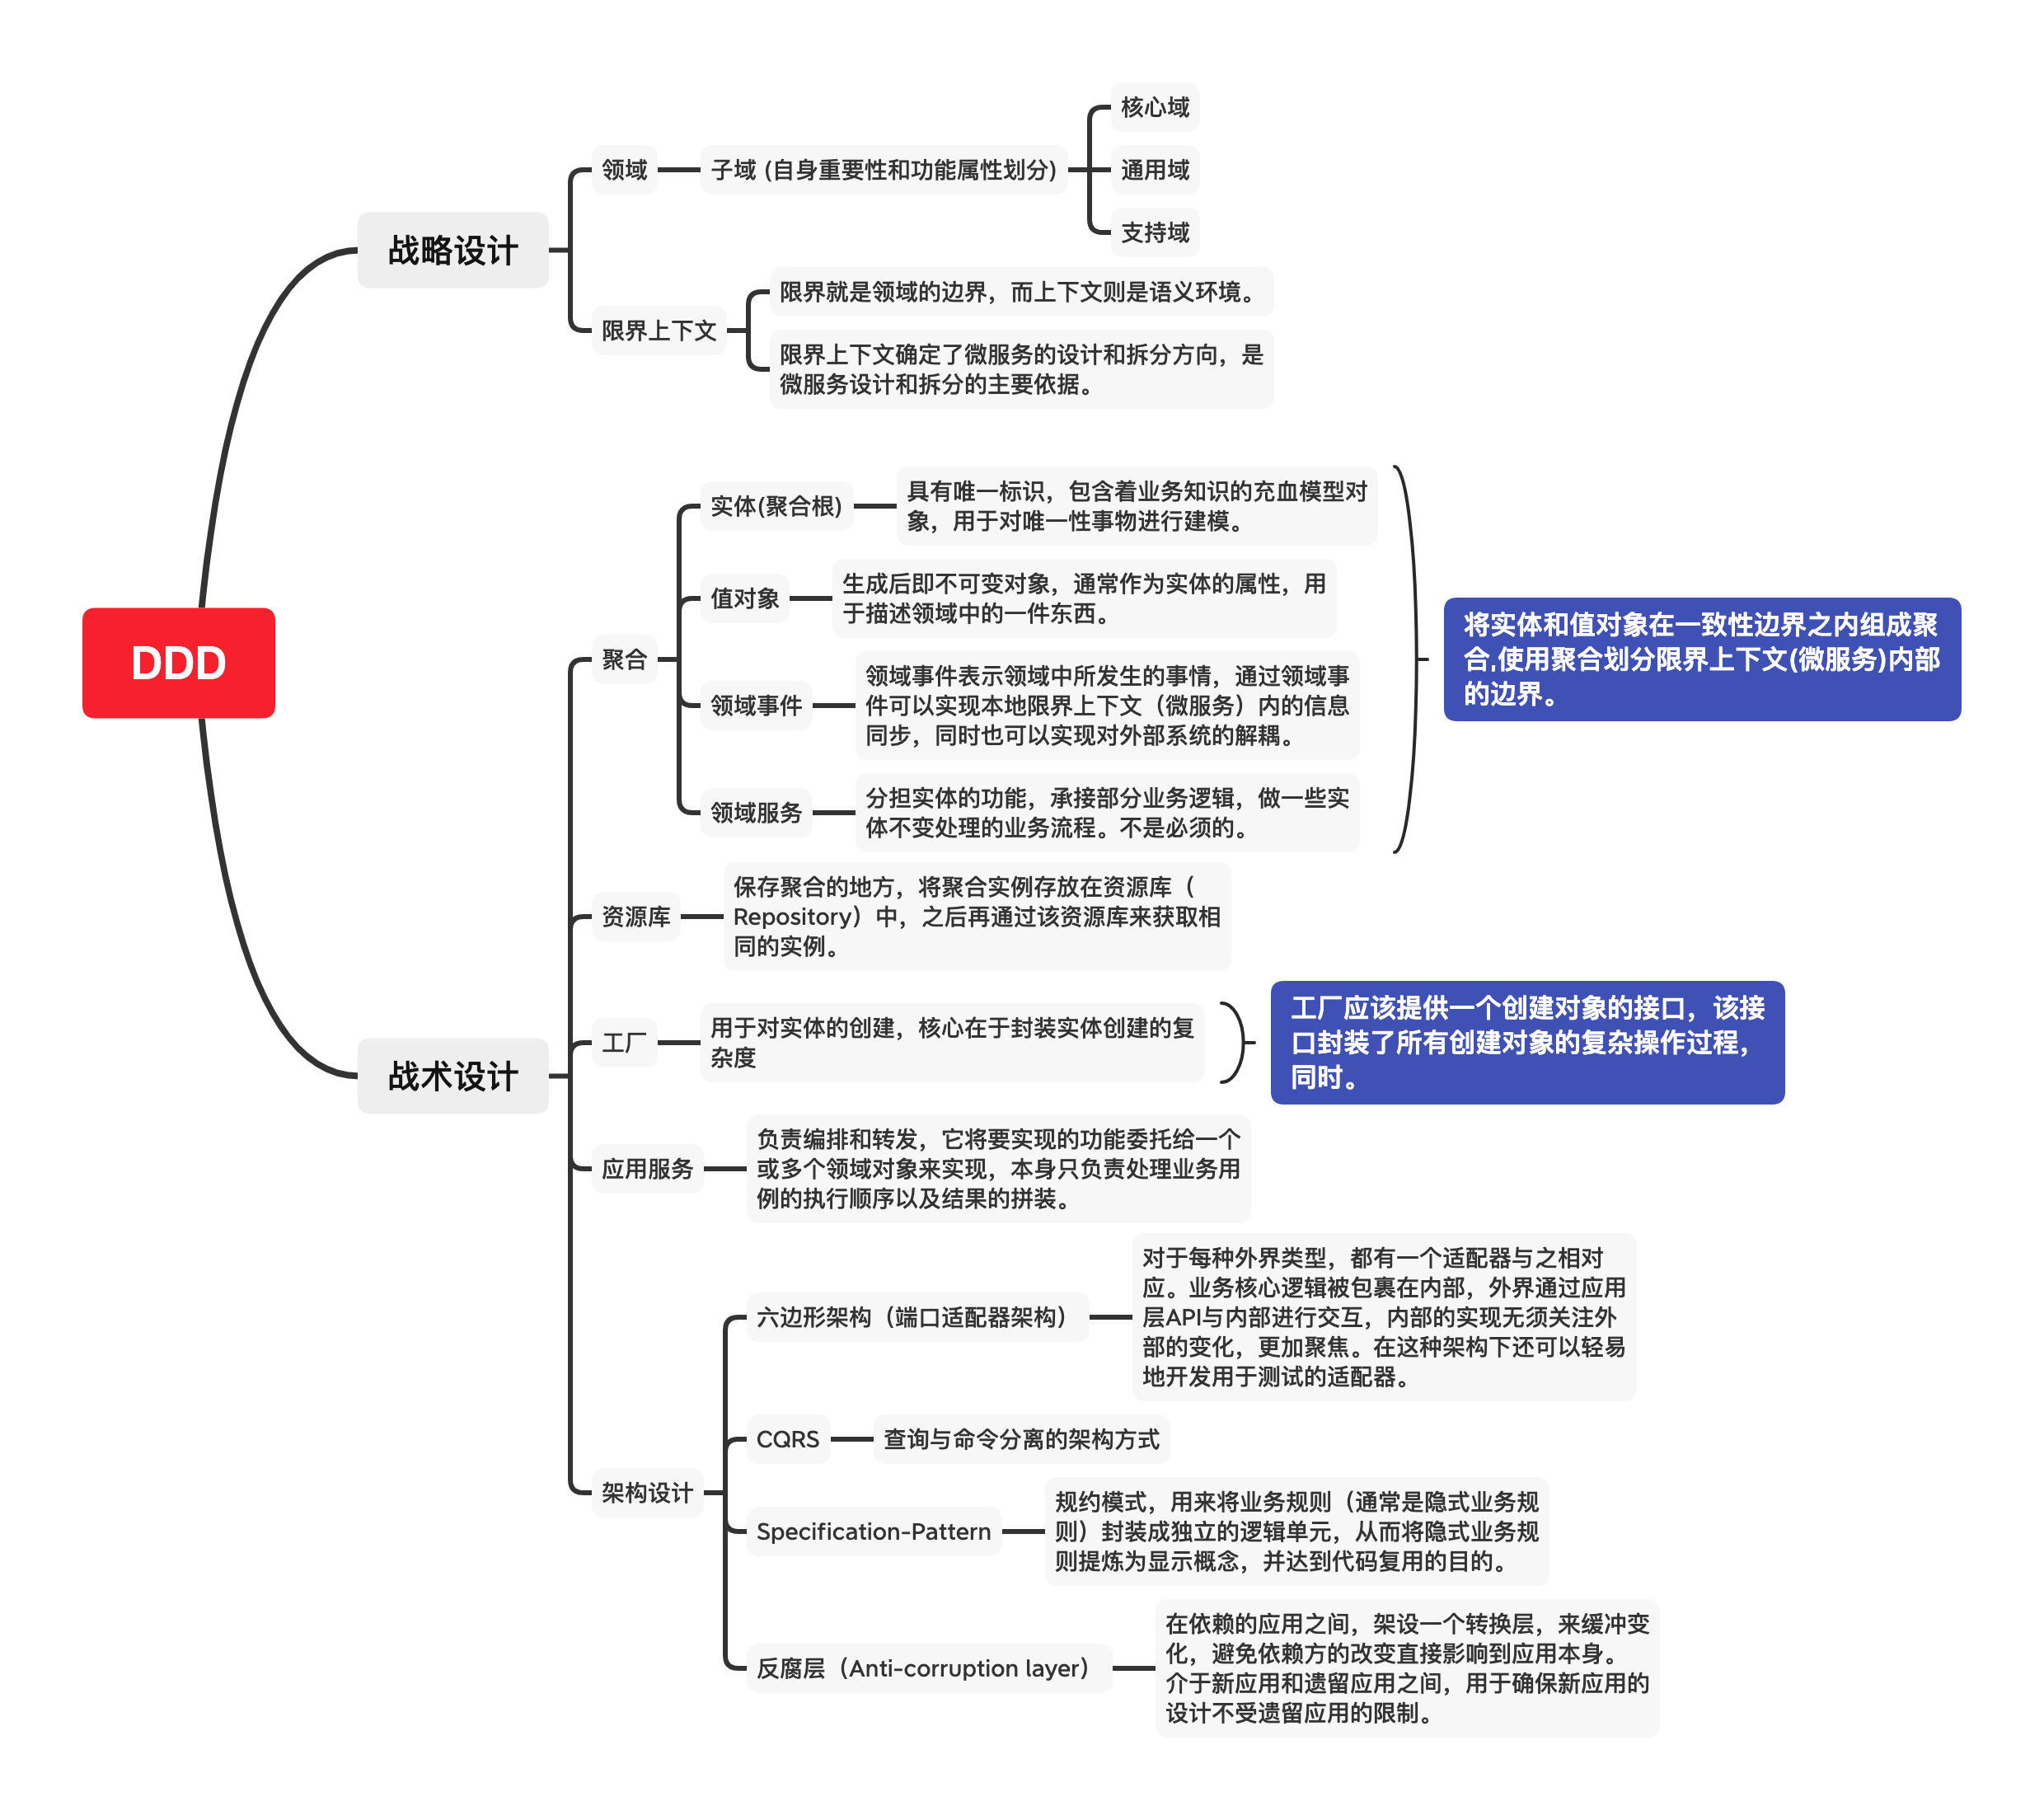 DDD
战略设计
领域
子域 (自身重要性和功能属性划分)
核心域
通用域
支持域
限界上下文
限界就是领域的边界，而上下文则是语义环境。
限界上下文确定了微服务的设计和拆分方向，是
微服务设计和拆分的主要依据。
战术设计
聚合
实体(聚合根)
具有唯一标识，包含着业务知识的充血模型对
象，用于对唯一性事物进行建模。
值对象
生成后即不可变对象，通常作为实体的属性，用
于描述领域中的一件东西。
领域事件
领域事件表示领域中所发生的事情，通过领域事
件可以实现本地限界上下文（微服务）内的信息
同步，同时也可以实现对外部系统的解耦。
领域服务
分担实体的功能，承接部分业务逻辑，做一些实
体不变处理的业务流程。不是必须的。
将实体和值对象在一致性边界之内组成聚
合,使用聚合划分限界上下文(微服务)内部
的边界。
资源库
保存聚合的地方，将聚合实例存放在资源库（
Repository）中，之后再通过该资源库来获取相
同的实例。
工厂
用于对实体的创建，核心在于封装实体创建的复
杂度
工厂应该提供一个创建对象的接口，该接
口封装了所有创建对象的复杂操作过程，
同时。
应用服务
负责编排和转发，它将要实现的功能委托给一个
或多个领域对象来实现，本身只负责处理业务用
例的执行顺序以及结果的拼装。
架构设计
六边形架构（端口适配器架构）
对于每种外界类型，都有一个适配器与之相对
应。业务核心逻辑被包裹在内部，外界通过应用
层API与内部进行交互，内部的实现无须关注外
部的变化，更加聚焦。在这种架构下还可以轻易
地开发用于测试的适配器。
CQRS
查询与命令分离的架构方式
Specification-Pattern
规约模式，用来将业务规则（通常是隐式业务规
则）封装成独立的逻辑单元，从而将隐式业务规
则提炼为显示概念，并达到代码复用的目的。
反腐层（Anti-corruption layer）
在依赖的应用之间，架设一个转换层，来缓冲变
化，避免依赖方的改变直接影响到应用本身。
介于新应用和遗留应用之间，用于确保新应用的
设计不受遗留应用的限制。